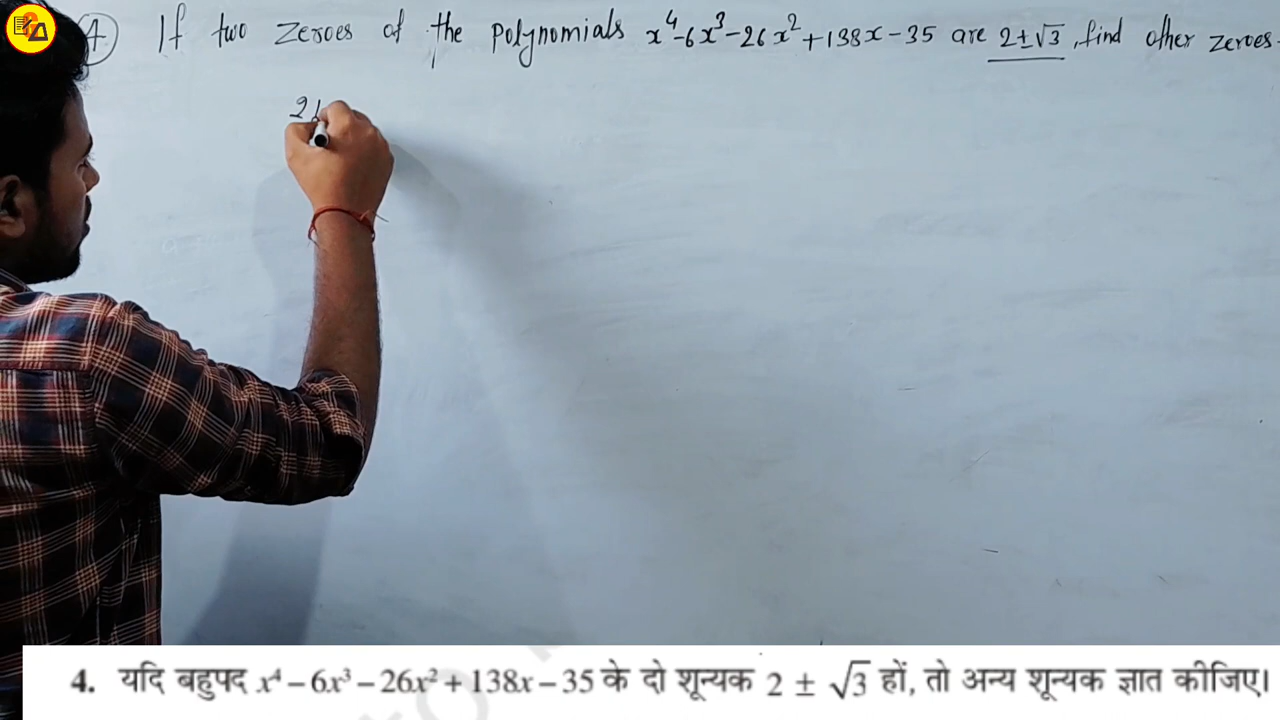 4 If two zeroes of the polynomials x⁴-6x³-26x²+138x-35 are 2±√3, find other zeroes.
2
4. यदि बहुपद x⁴ – 6x³ – 26x² + 138x – 35 के दो शून्यक 2 ± √3 हों, तो अन्य शून्यक ज्ञात कीजिए।